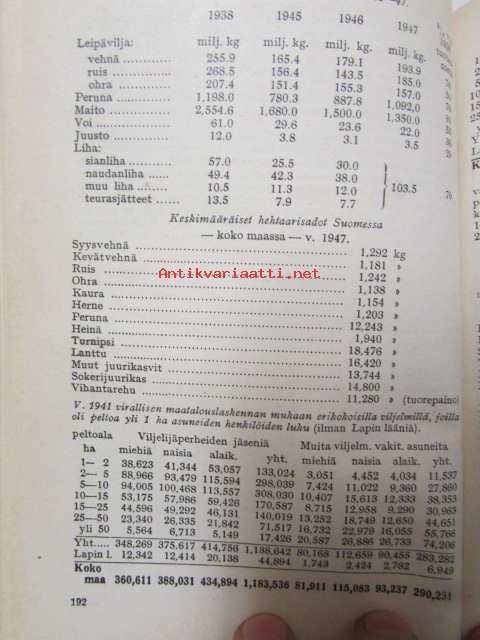 —47.
1938 1945 1946 1947
Leipävilja: milj. kg milj. kg milj. kg milj. kg
vehnä 255.9 165.4 179.1 193.9
ruis 268.5 156.4 143.5 185.0
ohra 207.4 151.4 155.3 157.0
Peruna 1,198.0 780.3 887.8 1,092,0
Maito 2,554.6 1,680.0 1,500.0 1,350.0
Voi 61.0 29.6 23.6 22.0
Juusto 12.0 3.8 3.1 3.5
Liha:
sianliha 57.0 25.5 30.0
naudanliha 49.4 42.3 38.0
muu liha 10.5 11.3 12.0 103.5
teurasjätteet 13.5 7.9 7.7
Keskimääräiset hehtaarisadot Suomessa
— koko maassa — v. 1947.
Syysvehnä 1,292 kg
Kevätvehnä 1,181 »
Ruis 1,242 »
Ohra 1,138 »
Kaura 1,154 »
Herne 1,203 »
Peruna 12,243 »
Heinä 1,940 »
Turnipsi 18,476 »
Lanttu 16,420 »
Muut juurikasvit 13,744 »
Sokerijuurikas 14,800 »
Vihantarehu 11,280 » (tuorepaino)
Antikvariaatti.net
V. 1941 virallisen maatalouslaskennan mukaan erikokoisilla viljelmillä, joilla
oli peltoa yli 1 ha asuneiden henkilöiden luku (ilman Lapin lääniä).
peltoala Viljelijäperheiden jäseniä Muita viljelm. vakit. asuneita
ha miehiä naisia alaik. yht. miehiä naisia alaik. yht.
1— 2 38,623 41,344 53,057 133,024 3,051 4,452 4,034 11,537
2— 5 88,966 93,479 115,594 298,039 7,424 11,022 9,360 27,880
5—10 94,005 100,468 113,557 308,030 10,407 15,613 12,333 38,353
10—15 53,175 57,986 59,426 170,587 8,715 12,958 9,290 30,963
15—25 44,596 49,292 46,131 140,019 13,252 18,749 12,650 44,651
25—50 23,340 26,335 21,842 71,517 16,732 22,979 16,055 55,766
yli 50 5,564 6,713 5,149 17,426 20,587 26,886 26,733 74,206
Yht. 348,269 375,617 414,756 1,138,642 80,168 112,659 90,455 283,282
Lapin l. 12,342 12,414 20,138 44,894 1,743 2,424 2,782 6,949
Koko
maa 360,611 388,031 434,894 1,183,536 81,911 115,083 93,237 290,231
192